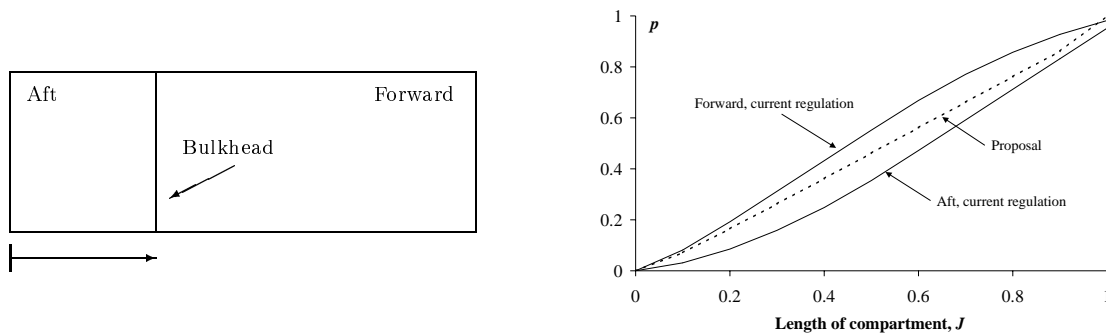 Aft
Forward
Bulkhead
1
p
0.8
Forward, current regulation
0.6
Proposal
0.4
Aft, current regulation
0.2
0
0
0.2
0.4
0.6
0.8
1
Length of compartment, J